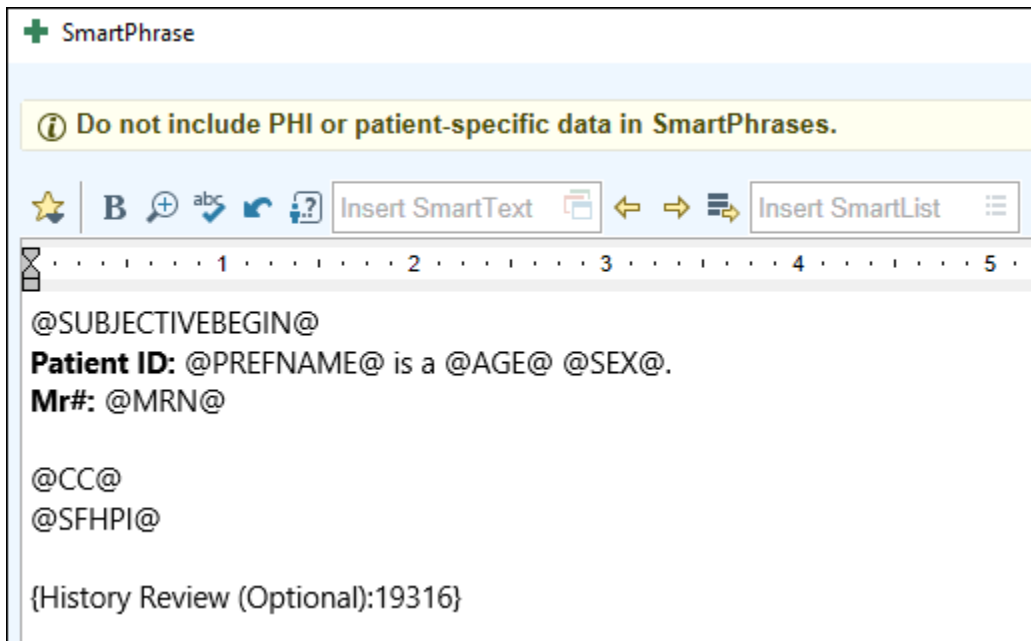 SmartPhrase
Do not include PHI or patient-specific data in SmartPhrases.
B abc Insert SmartText Insert SmartList
1 2 3 4 5
@SUBJECTIVEBEGIN@
Patient ID: @PREFNAME@ is a @AGE@ @SEX@.
Mr#: @MRN@
@CC@
@SFHPI@
{History Review (Optional):19316}